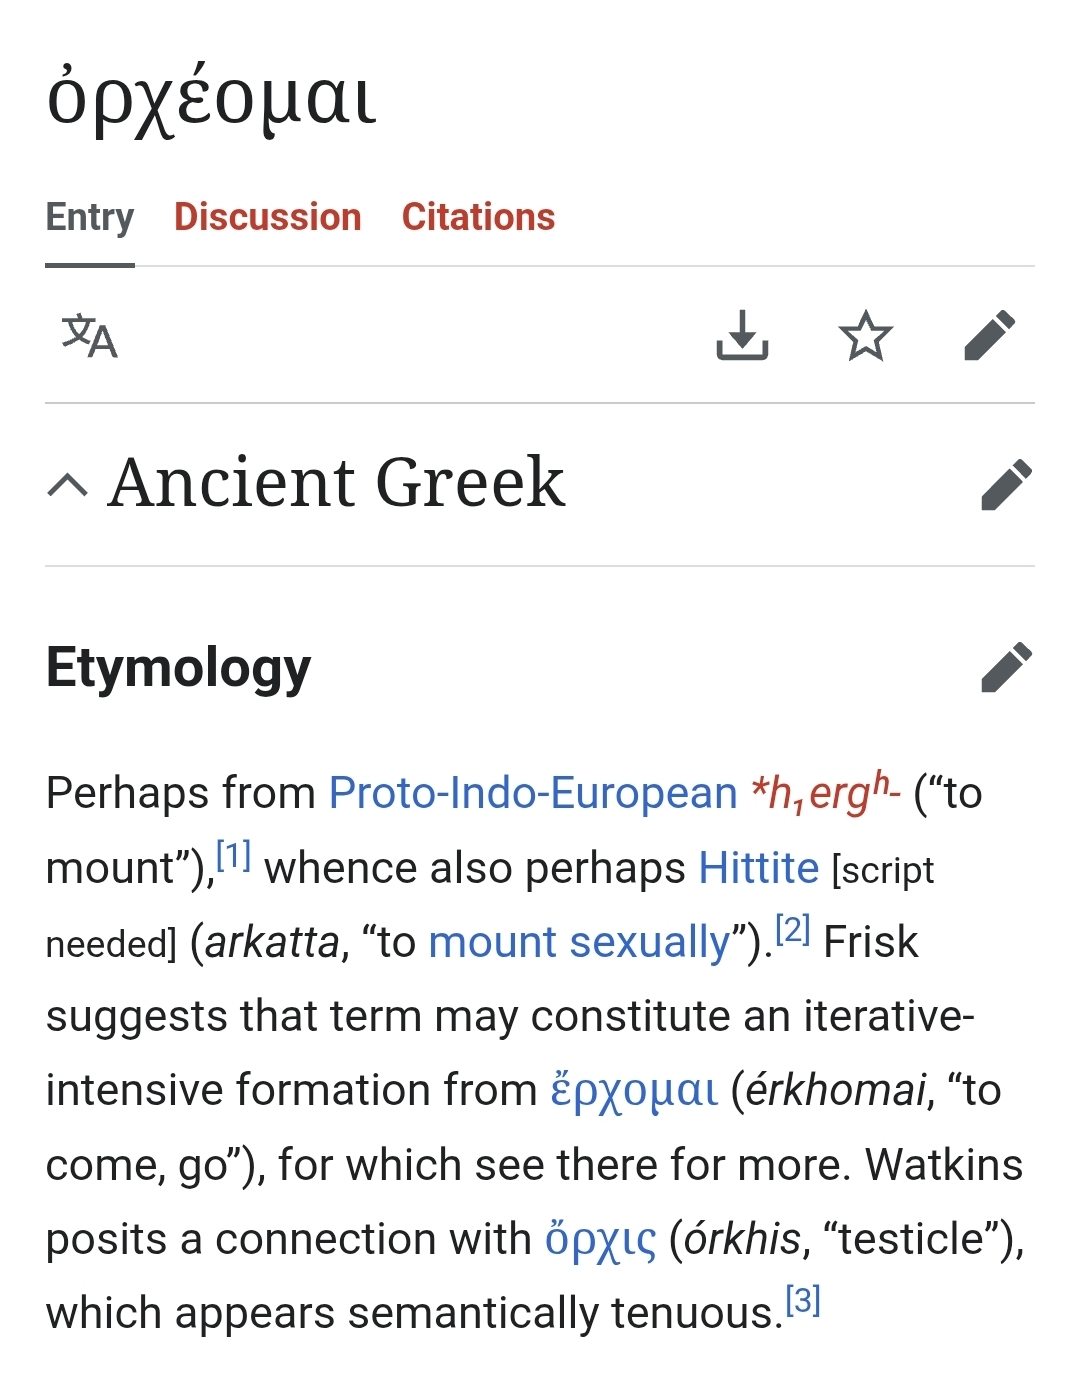 ὀρχέομαι
Entry Discussion Citations
文A
Ancient Greek
Etymology
Perhaps from Proto-Indo-European *h₁ergʰ- (“to
mount”),[1] whence also perhaps Hittite [script
needed] (arkatta, “to mount sexually”).[2] Frisk
suggests that term may constitute an iterative-
intensive formation from ἔρχομαι (érkhomai, “to
come, go”), for which see there for more. Watkins
posits a connection with ὄρχις (órkhis, “testicle”),
which appears semantically tenuous.[3]